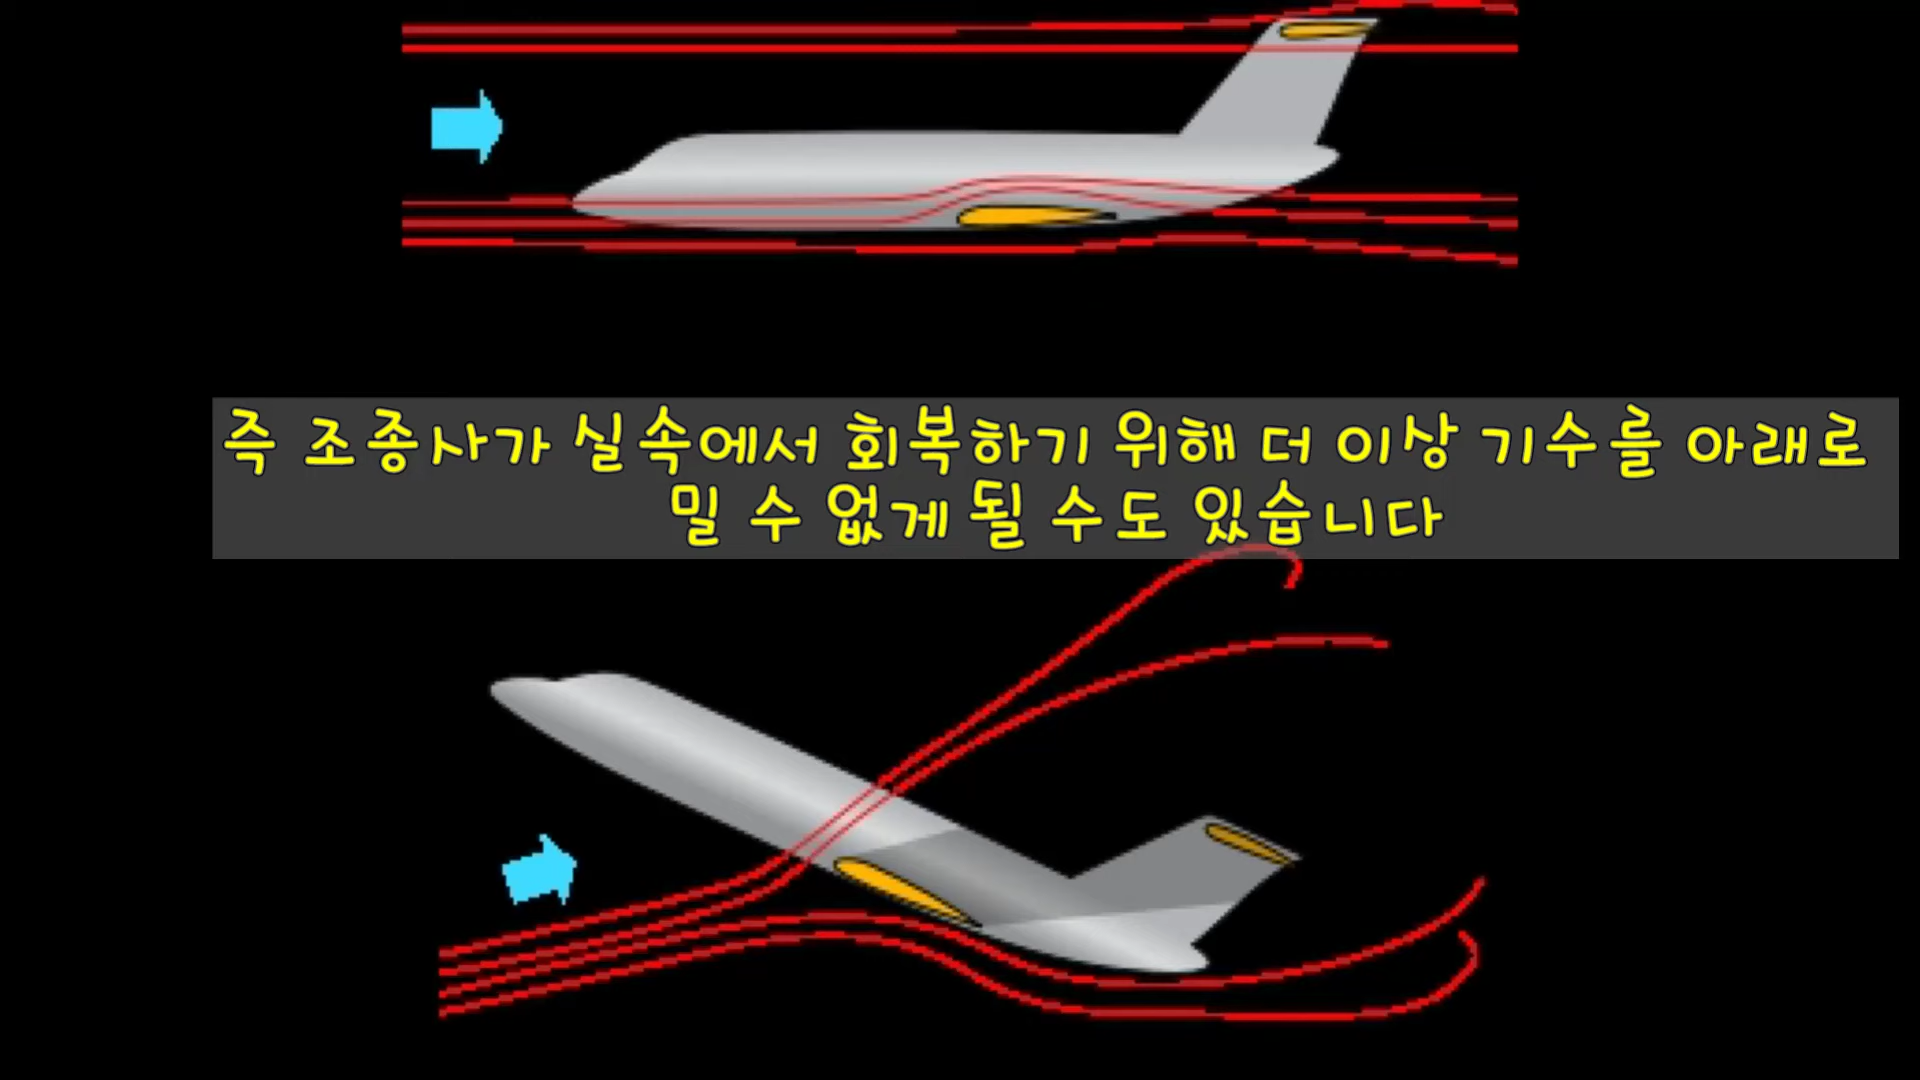 즉 조종사가 실속에서 회복하기 위해 더 이상 기수를 아래로
밀 수 없게 될 수도 있습니다